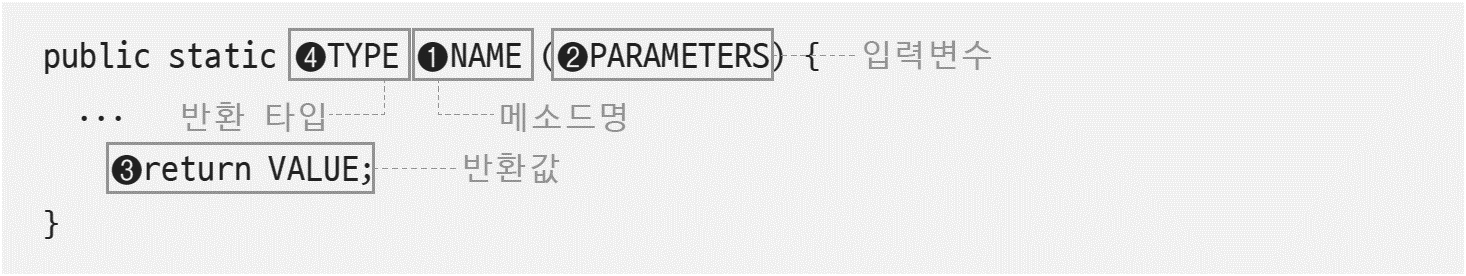 public static ❹TYPE ❶NAME (❷PARAMETERS) { 입력변수
... 반환 타입 메소드명
❸return VALUE; 반환값
}